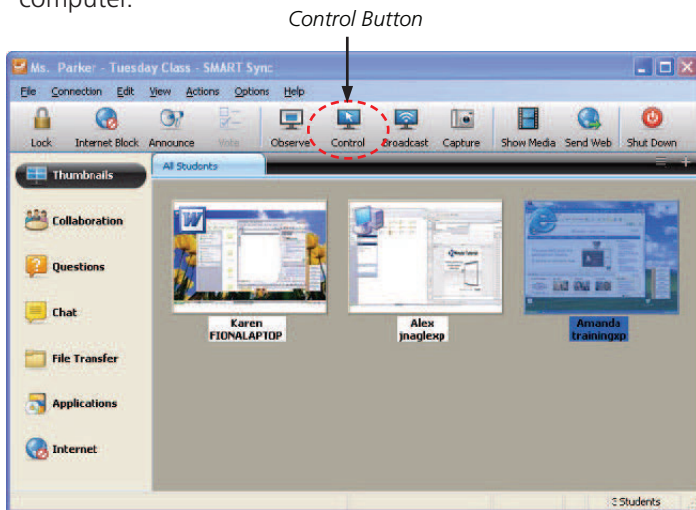 computer.
Control Button
Ms. Parker - Tuesday Class - SMART Sync
File Connection Edit View Actions Options Help
Lock Internet Block Announce Vote Observe Control Broadcast Capture Show Media Send Web Shut Down
Thumbnails
All Students
Collaboration
Questions
Chat
File Transfer
Applications
Internet
Karen
FIONALAPTOP
Alex
jnaglexp
Amanda
trainingxp
3 Students